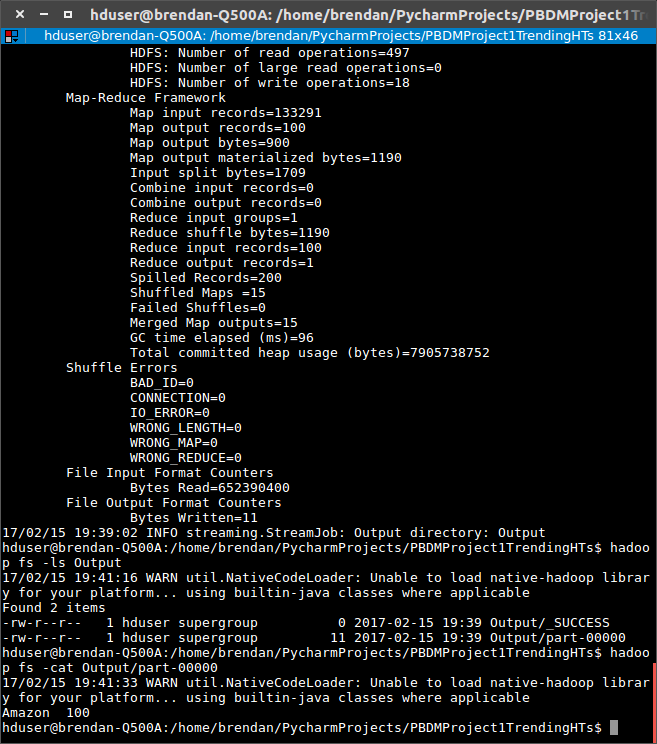 hduser@brendan-Q500A: /home/brendan/PycharmProjects/PBDMProject1Tr
hduser@brendan-Q500A: /home/brendan/PycharmProjects/PBDMProject1TrendingHTs 81x46
HDFS: Number of read operations=497
HDFS: Number of large read operations=0
HDFS: Number of write operations=18
Map-Reduce Framework
Map input records=133291
Map output records=100
Map output bytes=900
Map output materialized bytes=1190
Input split bytes=1709
Combine input records=0
Combine output records=0
Reduce input groups=1
Reduce shuffle bytes=1190
Reduce input records=100
Reduce output records=1
Spilled Records=200
Shuffled Maps =15
Failed Shuffles=0
Merged Map outputs=15
GC time elapsed (ms)=96
Total committed heap usage (bytes)=7905738752
Shuffle Errors
BAD_ID=0
CONNECTION=0
IO_ERROR=0
WRONG_LENGTH=0
WRONG_MAP=0
WRONG_REDUCE=0
File Input Format Counters
Bytes Read=652390400
File Output Format Counters
Bytes Written=11
17/02/15 19:39:02 INFO streaming.StreamJob: Output directory: Output
hduser@brendan-Q500A:/home/brendan/PycharmProjects/PBDMProject1TrendingHTs$ hadoo
p fs -ls Output
17/02/15 19:41:16 WARN util.NativeCodeLoader: Unable to load native-hadoop librar
y for your platform... using builtin-java classes where applicable
Found 2 items
-rw-r--r--   1 hduser supergroup          0 2017-02-15 19:39 Output/_SUCCESS
-rw-r--r--   1 hduser supergroup         11 2017-02-15 19:39 Output/part-00000
hduser@brendan-Q500A:/home/brendan/PycharmProjects/PBDMProject1TrendingHTs$ hadoo
p fs -cat Output/part-00000
17/02/15 19:41:33 WARN util.NativeCodeLoader: Unable to load native-hadoop librar
y for your platform... using builtin-java classes where applicable
Amazon  100
hduser@brendan-Q500A:/home/brendan/PycharmProjects/PBDMProject1TrendingHTs$